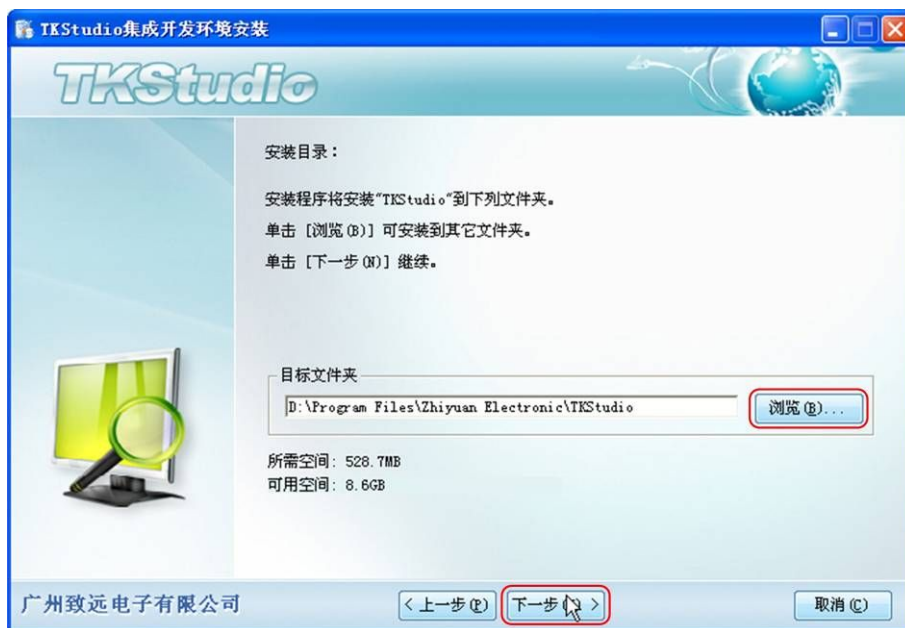 TKStudio集成开发环境安装
TKStudio
安装目录：
安装程序将安装"TKStudio"到下列文件夹。
单击 [浏览(B)] 可安装到其它文件夹。
单击 [下一步(N)] 继续。
目标文件夹
D:\Program Files\Zhiyuan Electronic\TKStudio
浏览(B)...
所需空间: 528.7MB
可用空间: 8.6GB
广州致远电子有限公司
< 上一步(P)
下一步( ) >
取消(C)